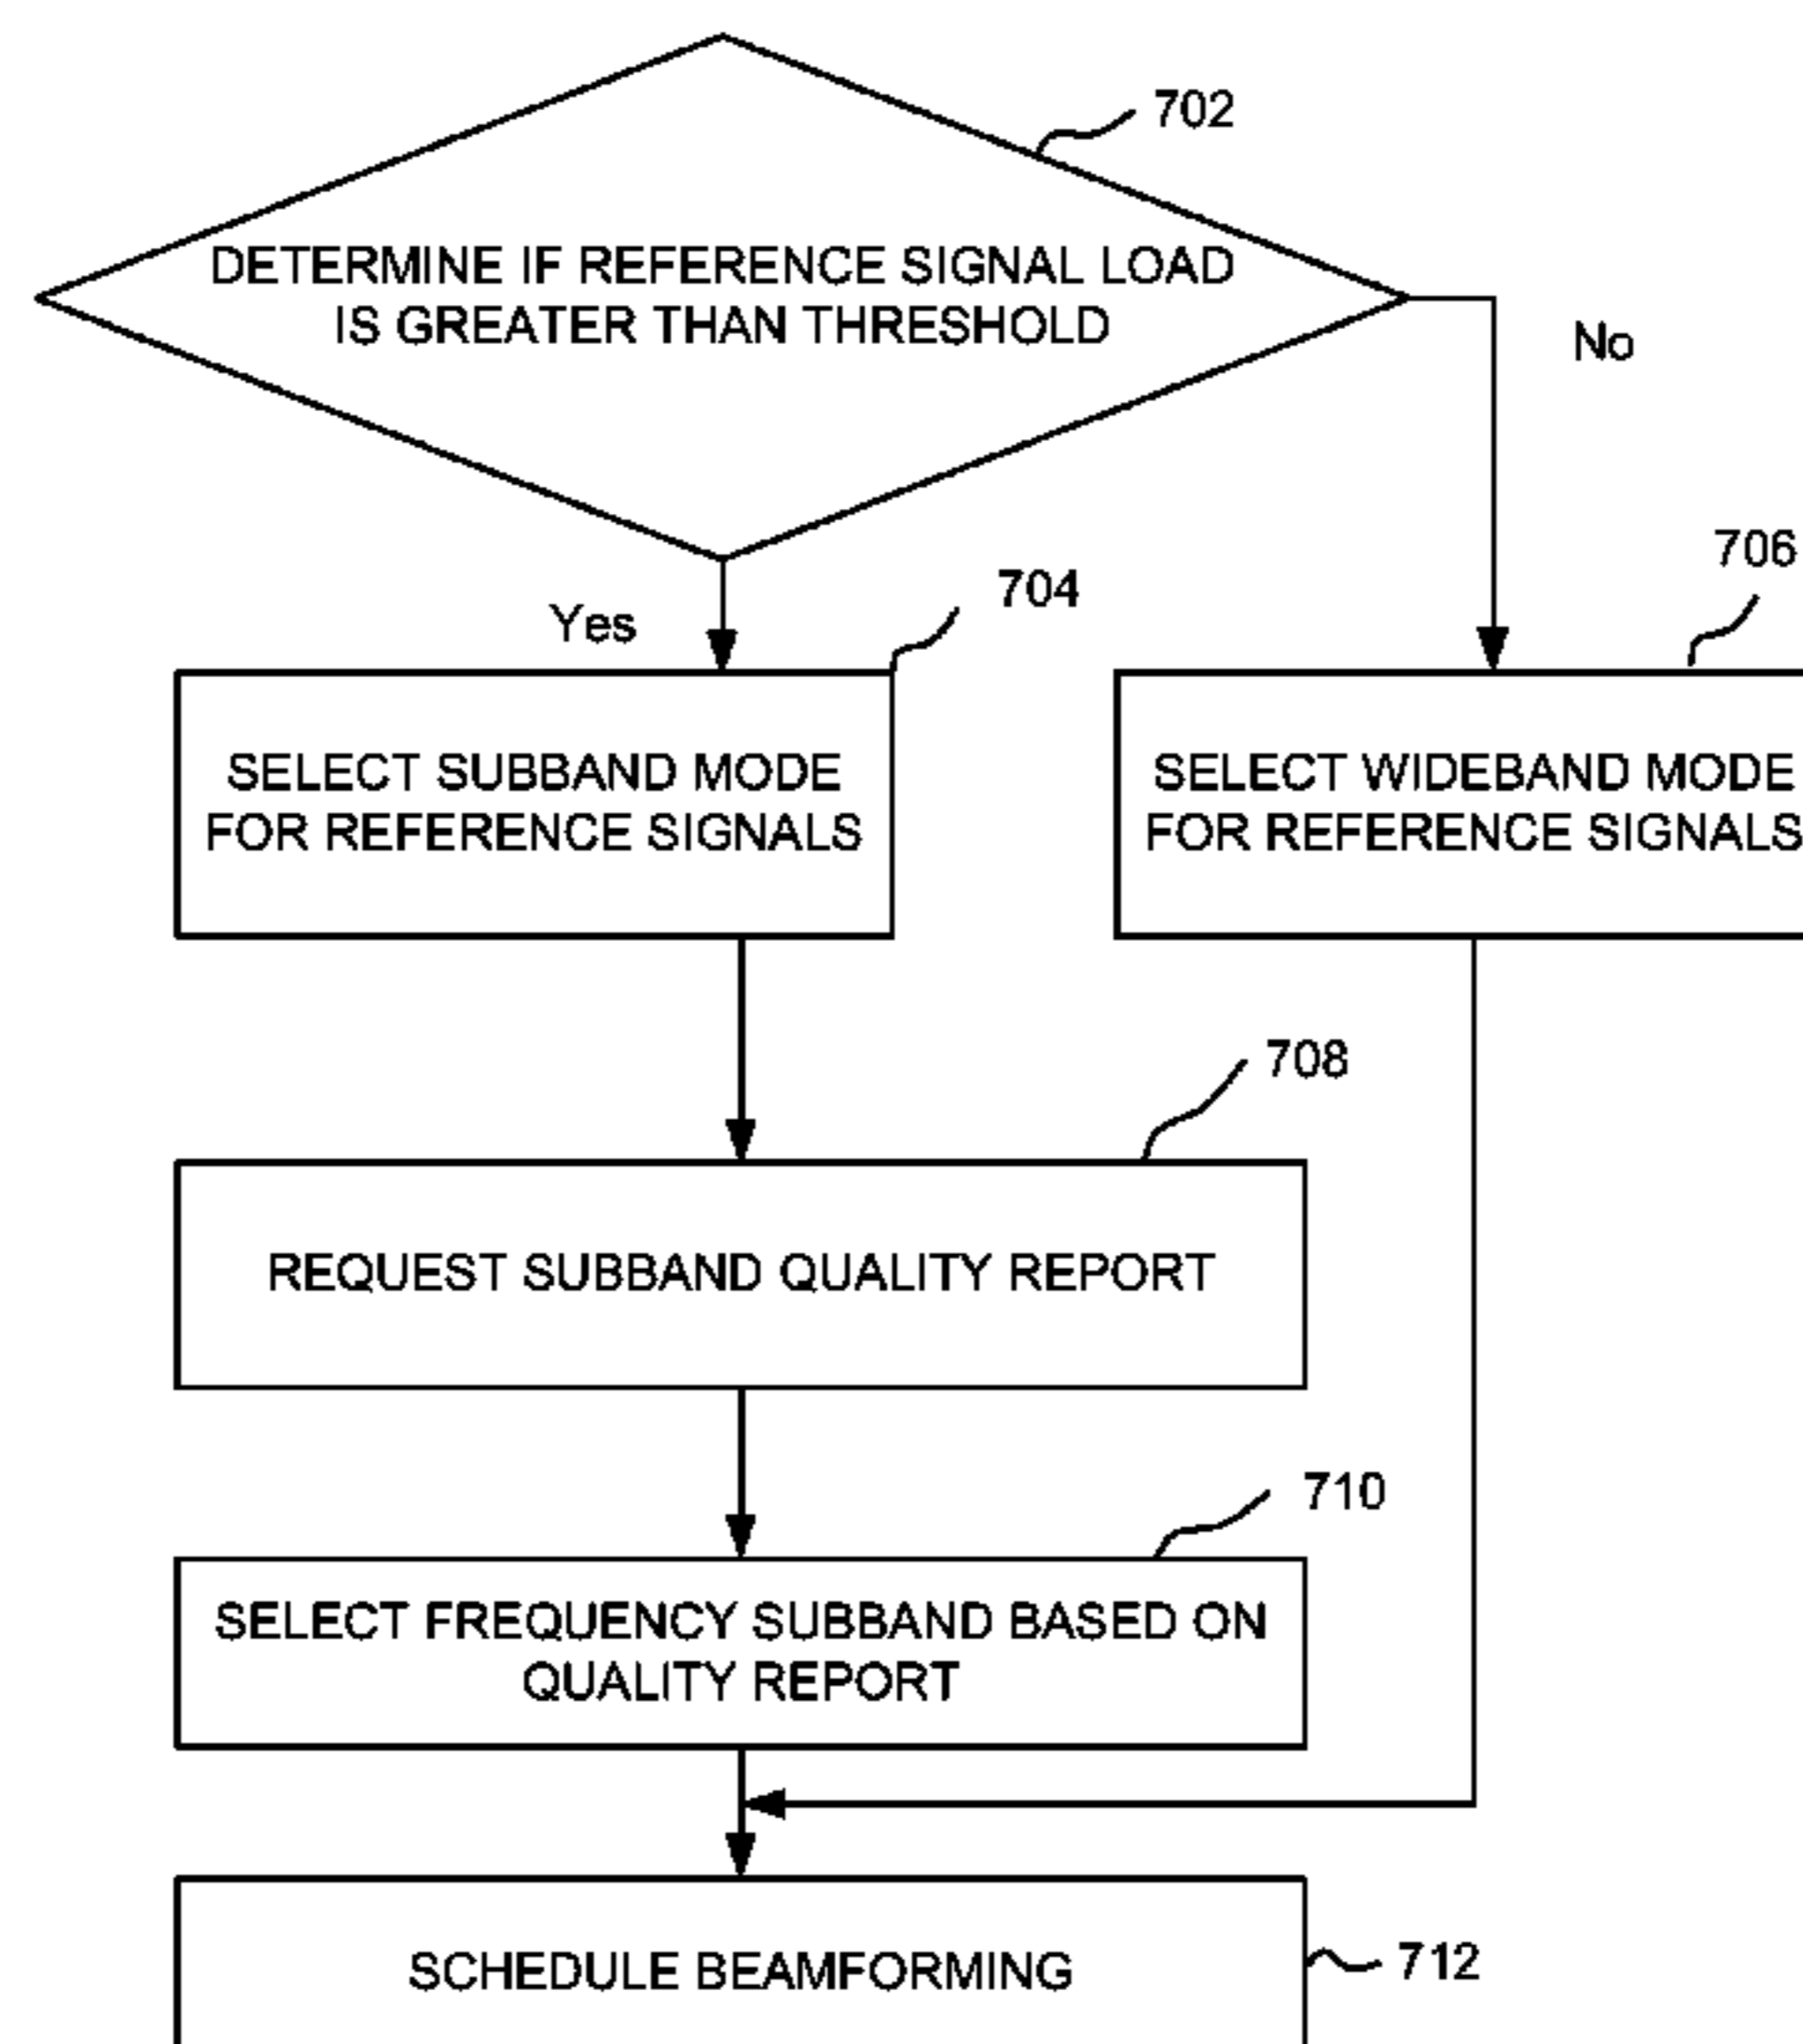 702
DETERMINE IF REFERENCE SIGNAL LOAD
IS GREATER THAN THRESHOLD
No
Yes
704
706
SELECT SUBBAND MODE
FOR REFERENCE SIGNALS
SELECT WIDEBAND MODE
FOR REFERENCE SIGNALS
708
REQUEST SUBBAND QUALITY REPORT
710
SELECT FREQUENCY SUBBAND BASED ON
QUALITY REPORT
SCHEDULE BEAMFORMING
712